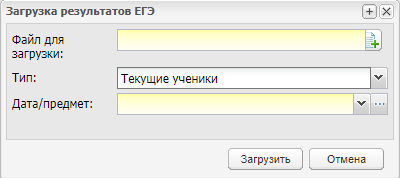 Загрузка результатов ЕГЭ
Файл для
загрузки:
Тип: Текущие ученики
Дата/предмет:
Загрузить Отмена